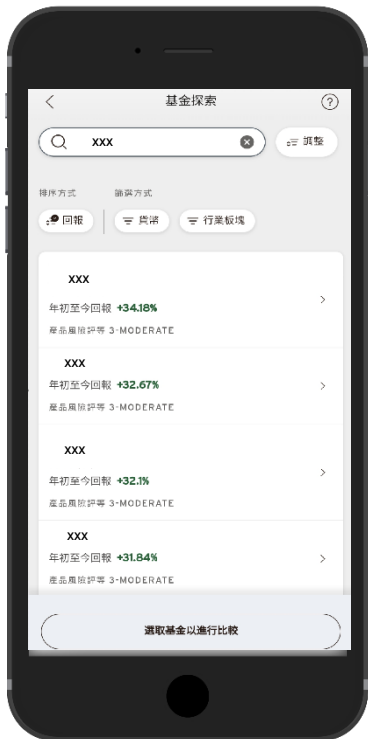 基金探索
XXX
調整
排序方式 篩選方式
回報 貨幣 行業板塊
XXX
年初至今回報 +34.18%
產品風險評等 3-MODERATE
XXX
年初至今回報 +32.67%
產品風險評等 3-MODERATE
XXX
年初至今回報 +32.1%
產品風險評等 3-MODERATE
XXX
年初至今回報 +31.84%
產品風險評等 3-MODERATE
選取基金以進行比較